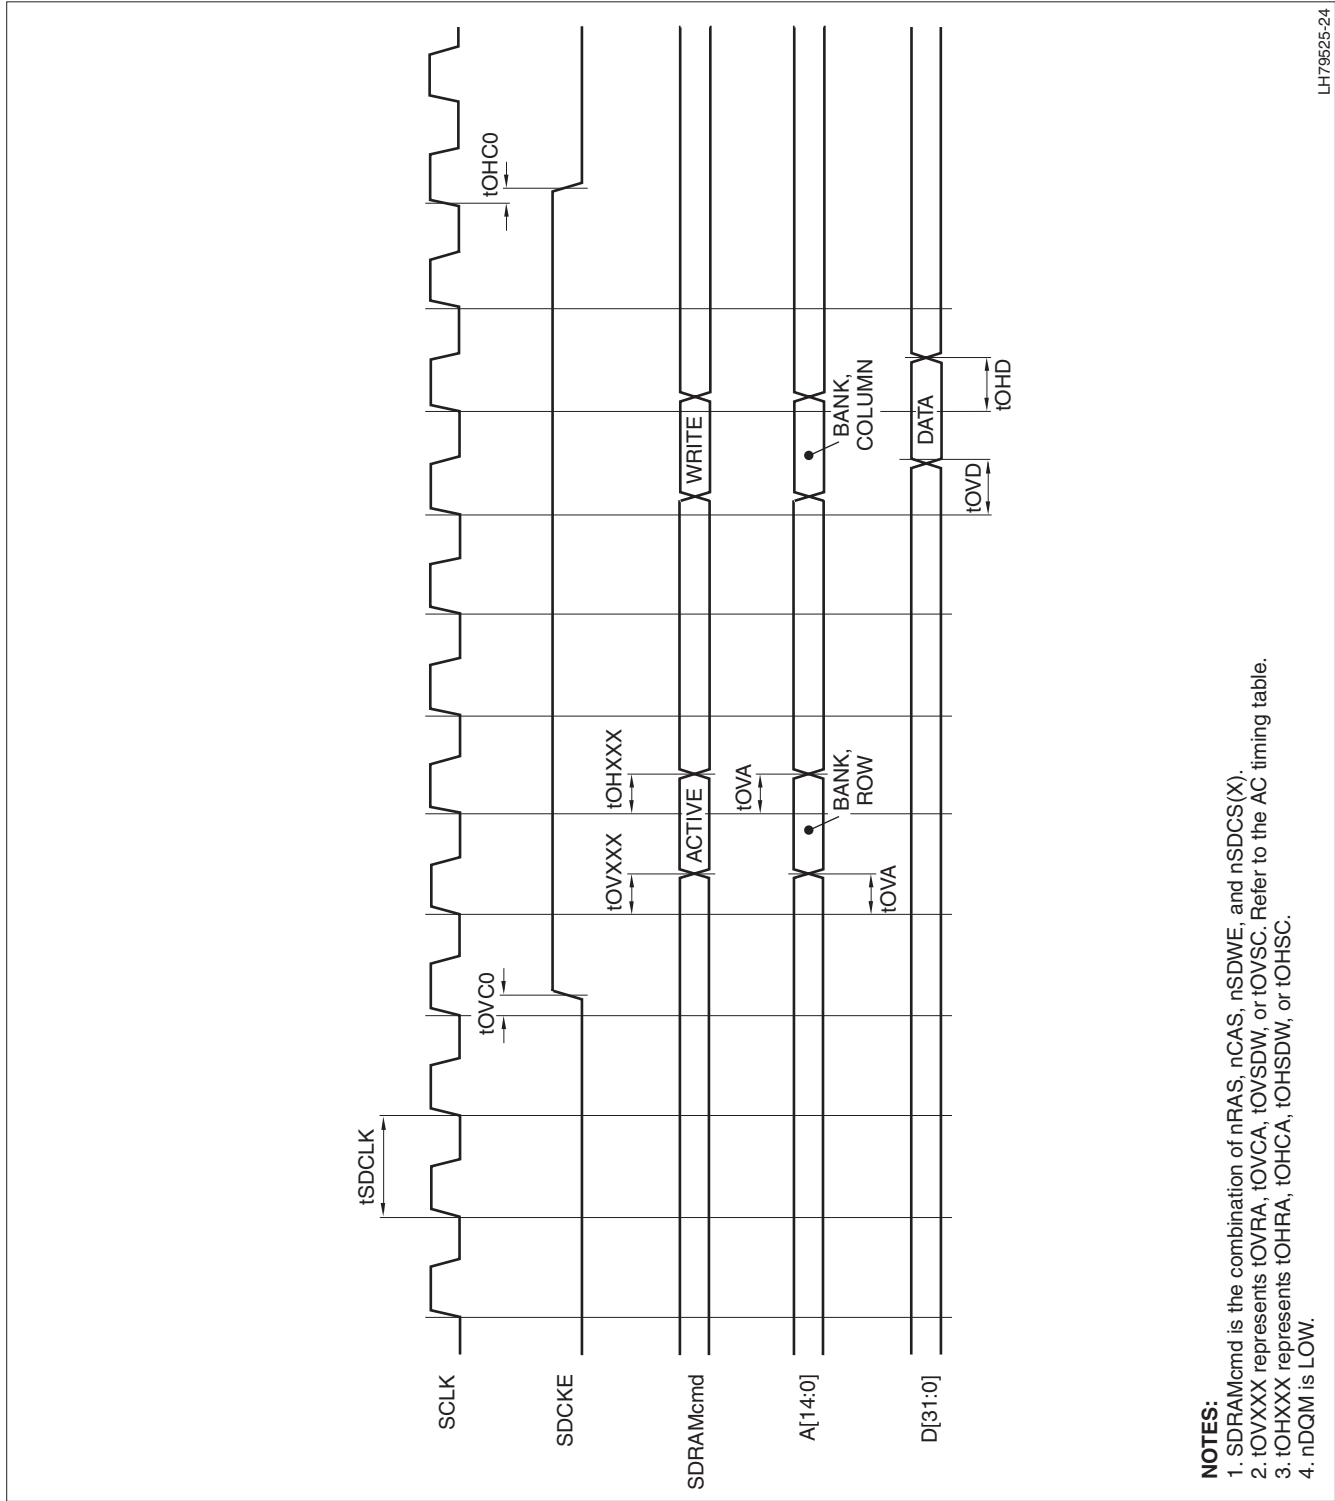 tSDCLK
SCLK
tOVC0
tOHC0
SDCKE
tOVXXX
tOHXXX
SDRAMcmd
ACTIVE
WRITE
tOVA
A[14:0]
BANK,
ROW
BANK,
COLUMN
tOVA
D[31:0]
DATA
tOVD
tOHD
NOTES:
1. SDRAMcmd is the combination of nRAS, nCAS, nSDWE, and nSDCS(X).
2. tOVXXX represents tOVRA, tOVCA, tOVSDW, or tOVSC. Refer to the AC timing table.
3. tOHXXX represents tOHRA, tOHCA, tOHSDW, or tOHSC.
4. nDQM is LOW.
LH79525-24